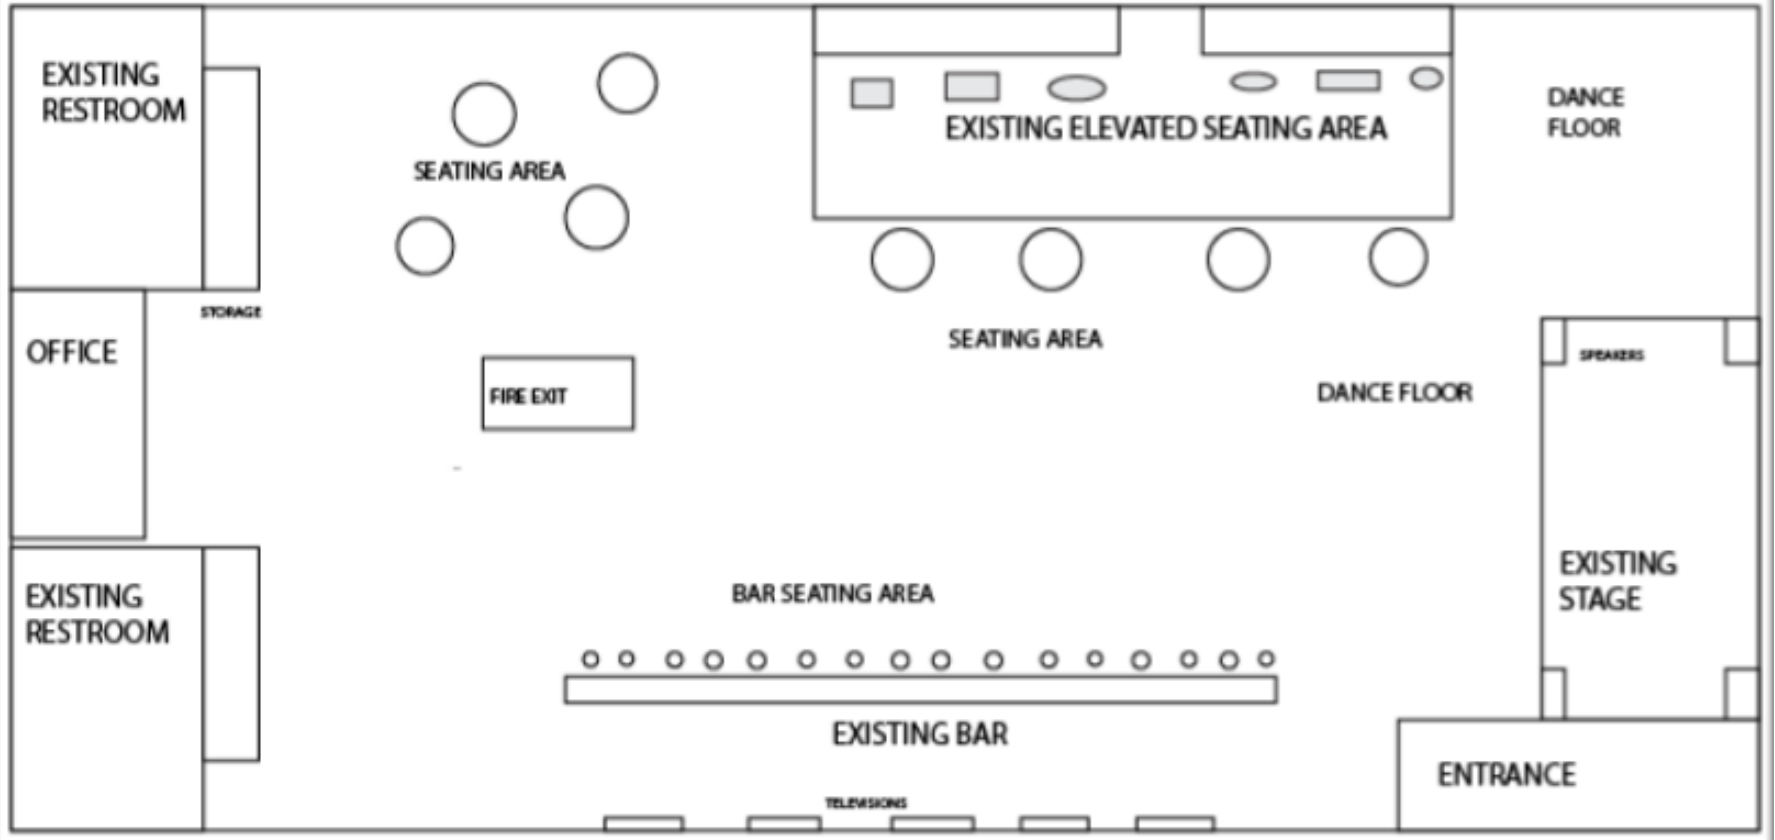 EXISTING
RESTROOM
SEATING AREA
EXISTING ELEVATED SEATING AREA
DANCE
FLOOR
STORAGE
OFFICE
FIRE EXIT
SEATING AREA
DANCE FLOOR
SPEAKERS
EXISTING
RESTROOM
BAR SEATING AREA
EXISTING
STAGE
EXISTING BAR
TELEVISIONS
ENTRANCE